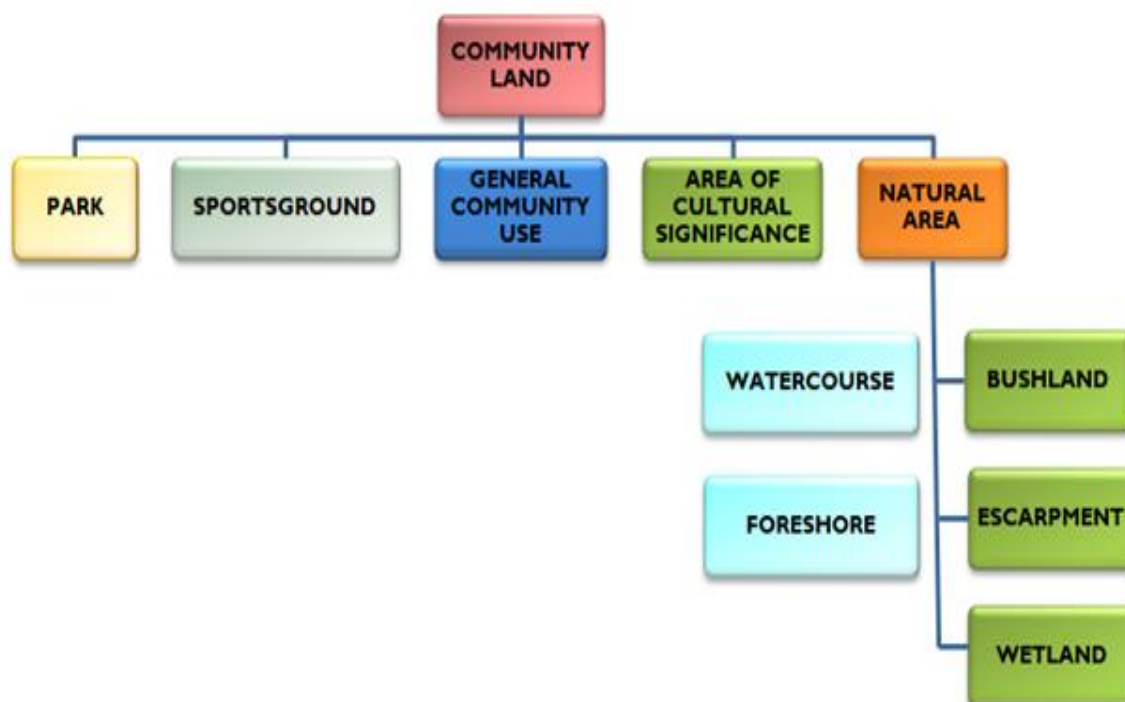 COMMUNITY
LAND
PARK
SPORTSGROUND
GENERAL
COMMUNITY
USE
AREA OF
CULTURAL
SIGNIFICANCE
NATURAL
AREA
WATERCOURSE
BUSHLAND
FORESHORE
ESCARPMENT
WETLAND